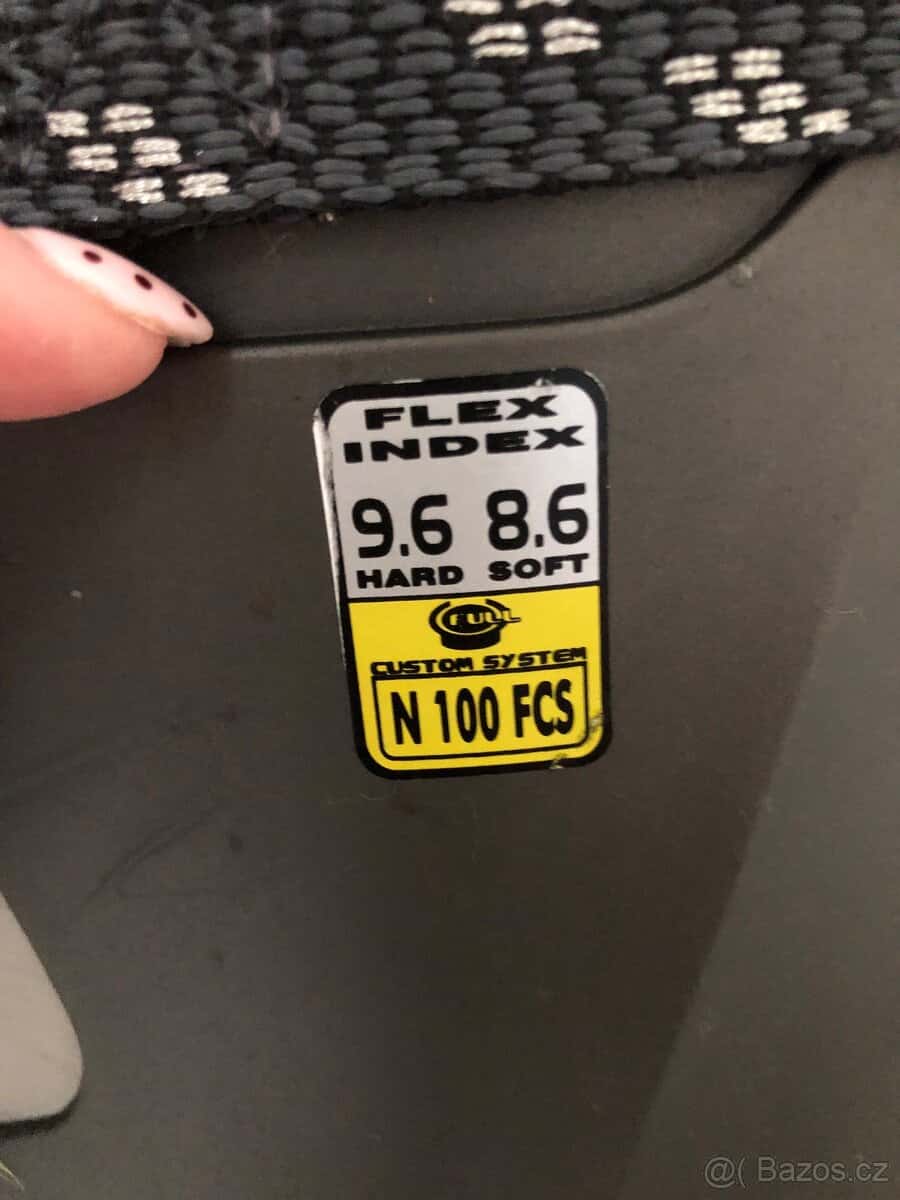 FLEX
INDEX
9.6 8.6
HARD SOFT
FULL
CUSTOM SYSTEM
N 100 FCS
@( Bazos.cz